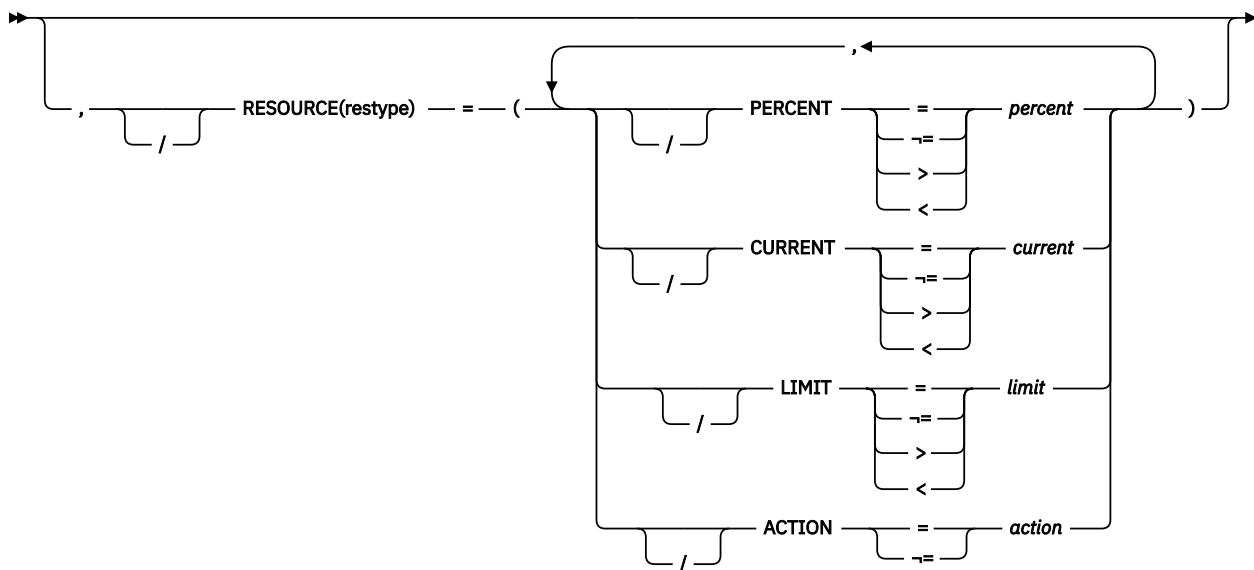 ,
, / RESOURCE(restype) = ( / PERCENT = percent )
¬=
>
<
/ CURRENT = current
¬=
>
<
/ LIMIT = limit
¬=
>
<
/ ACTION = action
¬=